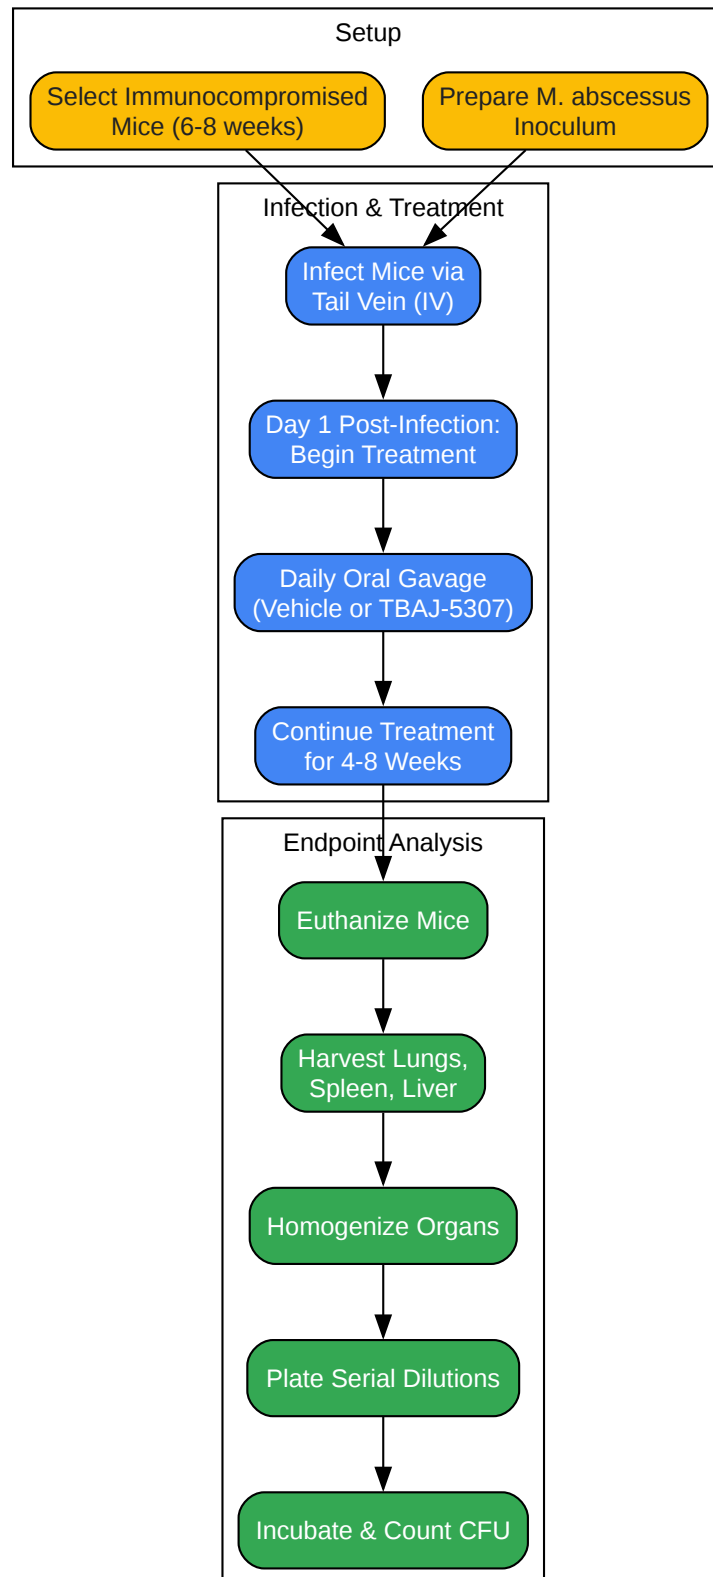 Setup
Select Immunocompromised
Mice (6-8 weeks)
Prepare M. abscessus
Inoculum
Infection & Treatment
Infect Mice via
Tail Vein (IV)
Day 1 Post-Infection:
Begin Treatment
Daily Oral Gavage
(Vehicle or TBAJ-5307)
Continue Treatment
for 4-8 Weeks
Endpoint Analysis
Euthanize Mice
Harvest Lungs,
Spleen, Liver
Homogenize Organs
Plate Serial Dilutions
Incubate & Count CFU